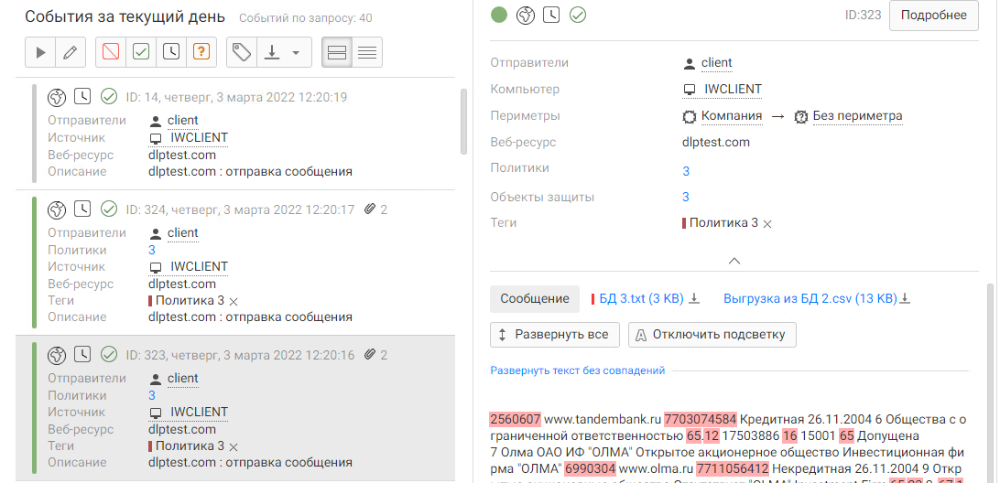 События за текущий день
Событий по запросу: 40
ID: 14, четверг, 3 марта 2022 12:20:19
Отправители client
Источник IWCLIENT
Веб-ресурс dlptest.com
Описание dlptest.com : отправка сообщения
ID: 324, четверг, 3 марта 2022 12:20:17 2
Отправители client
Политики 3
Источник IWCLIENT
Веб-ресурс dlptest.com
Теги Политика 3
Описание dlptest.com : отправка сообщения
ID: 323, четверг, 3 марта 2022 12:20:16 2
Отправители client
Политики 3
Источник IWCLIENT
Веб-ресурс dlptest.com
Теги Политика 3
Описание dlptest.com : отправка сообщения
ID:323 Подробнее
Отправители client
Компьютер IWCLIENT
Периметры Компания → Без периметра
Веб-ресурс dlptest.com
Политики 3
Объекты защиты 3
Теги Политика 3
Сообщение БД 3.txt (3 KB) Выгрузка из БД 2.csv (13 KB)
Развернуть все Отключить подсветку
Развернуть текст без совпадений
2560607 www.tandembank.ru 7703074584 Кредитная 26.11.2004 6 Общества с о
граниченной ответственностью 65.12 17503886 16 15001 65 Допущена
7 Олма ОАО ИФ "ОЛМА" Открытое акционерное общество Инвестиционная фи
рма "ОЛМА" 6990304 www.olma.ru 7711056412 Некредитная 26.11.2004 9 Откр